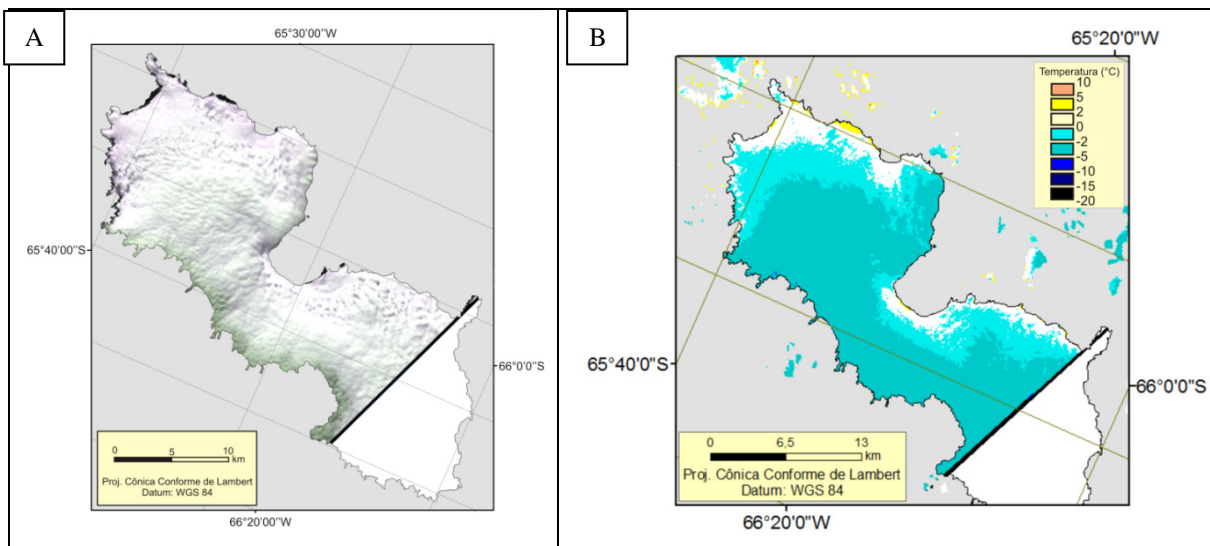 A
65°30'00''W
65°40'00''S
66°0'0''S
0 5 10
km
Proj. Cônica Conforme de Lambert
Datum: WGS 84
66°20'00''W
B
65°20'0''W
Temperatura (°C)
10
5
2
0
-2
-5
-10
-15
-20
65°40'0''S
66°0'0''S
0 6,5 13
km
Proj. Cônica Conforme de Lambert
Datum: WGS 84
66°20'0''W